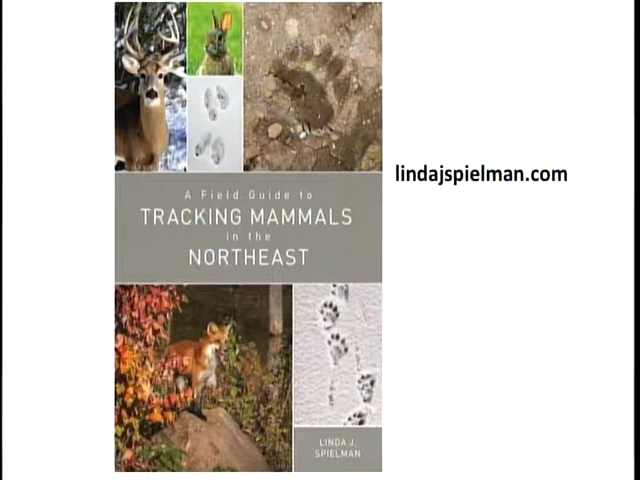 lindajspielman.com
A Field Guide to
TRACKING MAMMALS
in the
NORTHEAST
LINDA J.
SPIELMAN